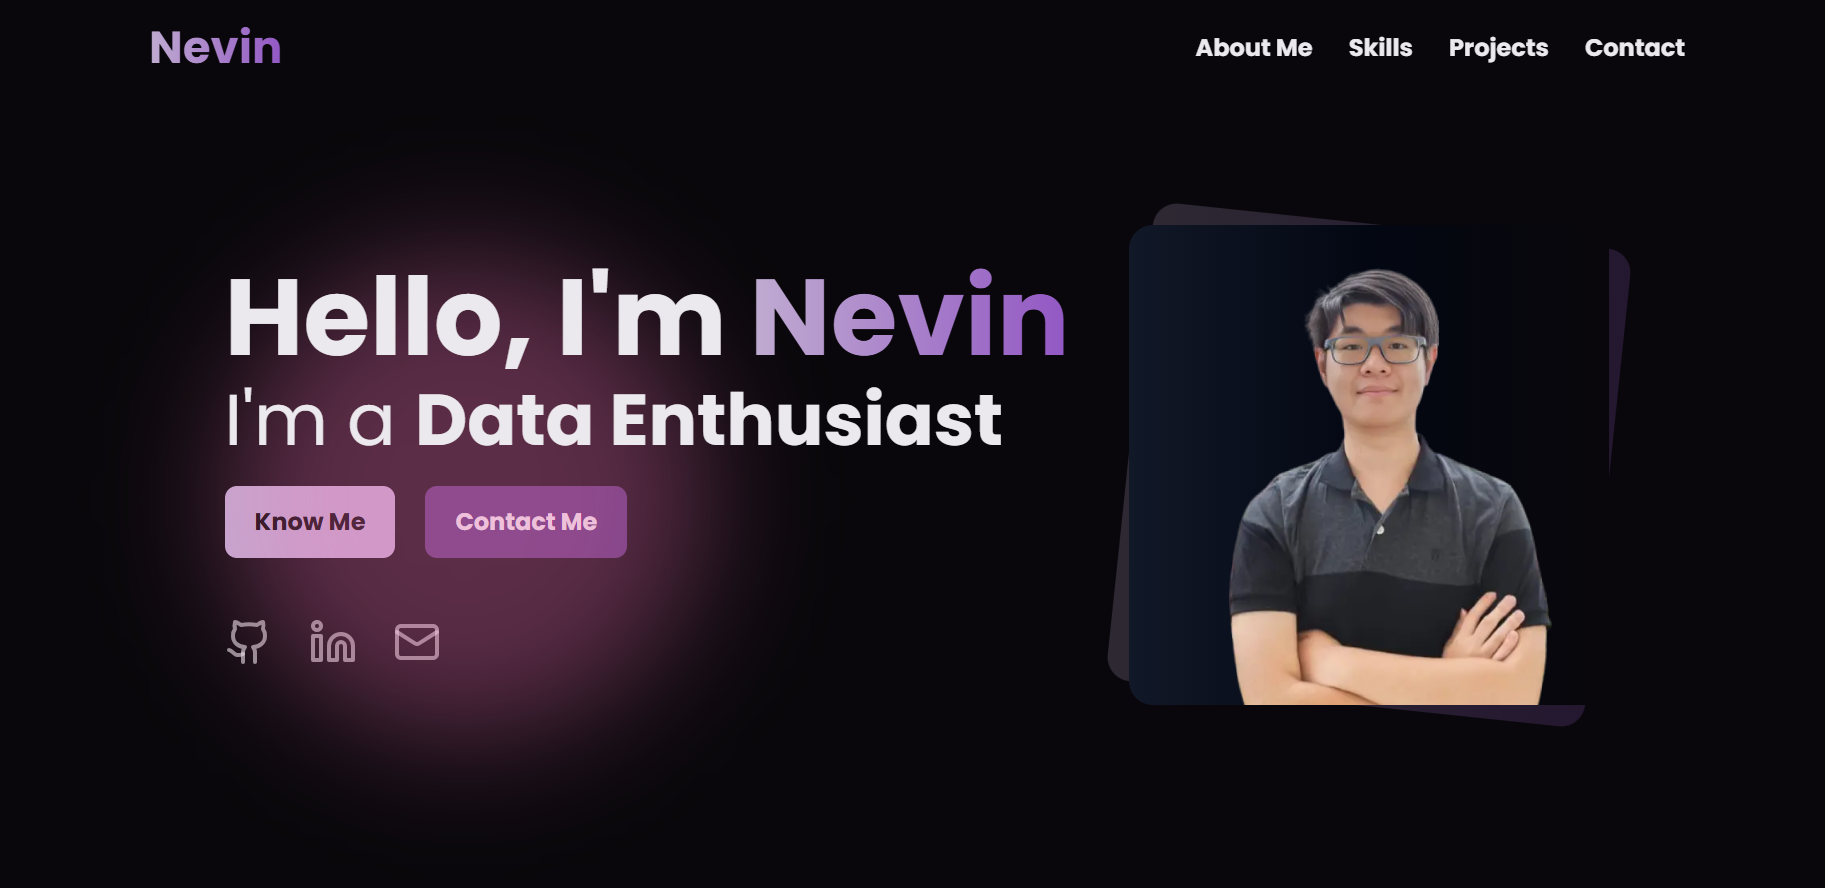 Nevin
About Me Skills Projects Contact
Hello, I'm Nevin
I'm a Data Enthusiast
Know Me Contact Me